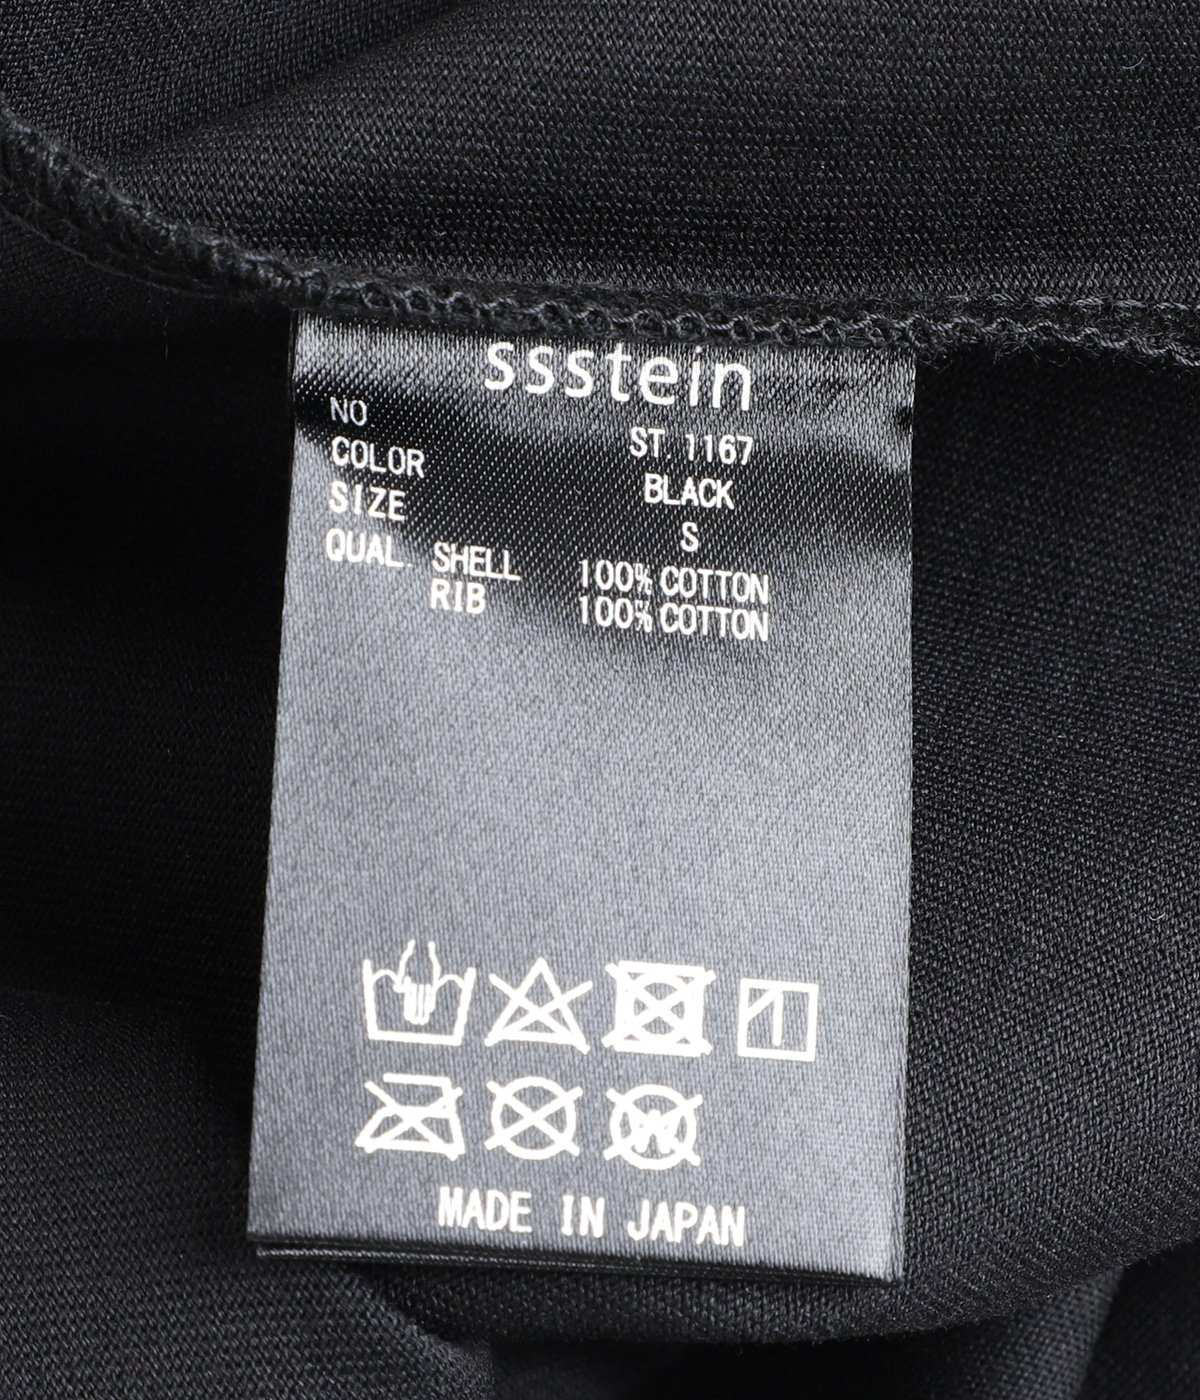 ssstein
NO ST 1167
COLOR BLACK
SIZE S
QUAL SHELL 100% COTTON
RIB 100% COTTON
W
MADE IN JAPAN